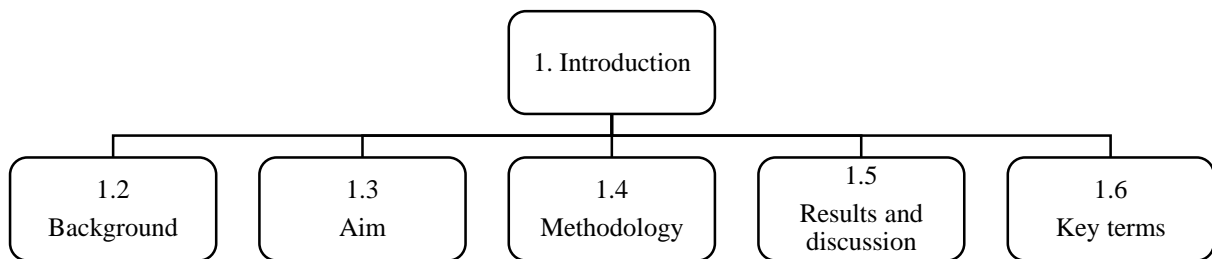 1. Introduction
1.2
Background
1.3
Aim
1.4
Methodology
1.5
Results and
discussion
1.6
Key terms